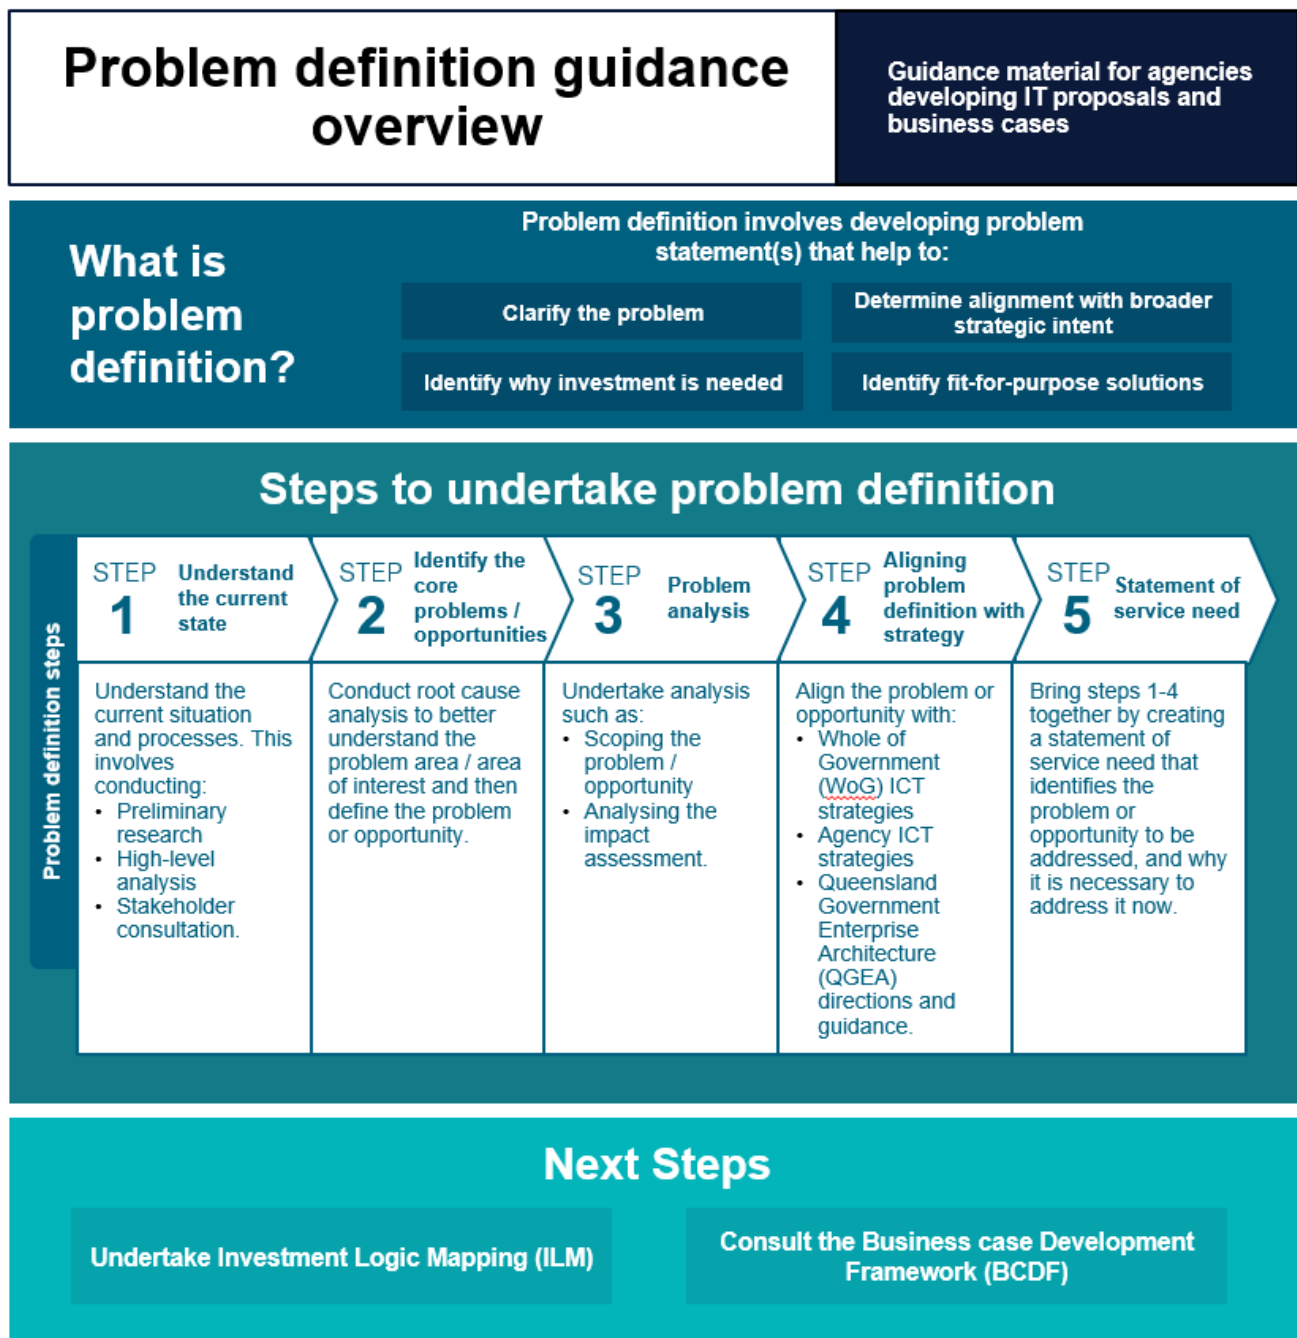 Problem definition guidance
overview
Guidance material for agencies
developing IT proposals and
business cases
What is
problem
definition?
Problem definition involves developing problem
statement(s) that help to:
Clarify the problem
Determine alignment with broader
strategic intent
Identify why investment is needed
Identify fit-for-purpose solutions
Steps to undertake problem definition
Problem definition steps
STEP
1
Understand
the current
state
Understand the
current situation
and processes. This
involves
conducting:
• Preliminary
research
• High-level
analysis
• Stakeholder
consultation.
STEP
2
Identify the
core
problems /
opportunities
Conduct root cause
analysis to better
understand the
problem area / area
of interest and then
define the problem
or opportunity.
STEP
3
Problem
analysis
Undertake analysis
such as:
• Scoping the
problem /
opportunity
• Analysing the
impact
assessment.
STEP
4
Aligning
problem
definition with
strategy
Align the problem or
opportunity with:
• Whole of
Government
(WoG) ICT
strategies
• Agency ICT
strategies
• Queensland
Government
Enterprise
Architecture
(QGEA)
directions and
guidance.
STEP
5
Statement of
service need
Bring steps 1-4
together by creating
a statement of
service need that
identifies the
problem or
opportunity to be
addressed, and why
it is necessary to
address it now.
Next Steps
Undertake Investment Logic Mapping (ILM)
Consult the Business case Development
Framework (BCDF)